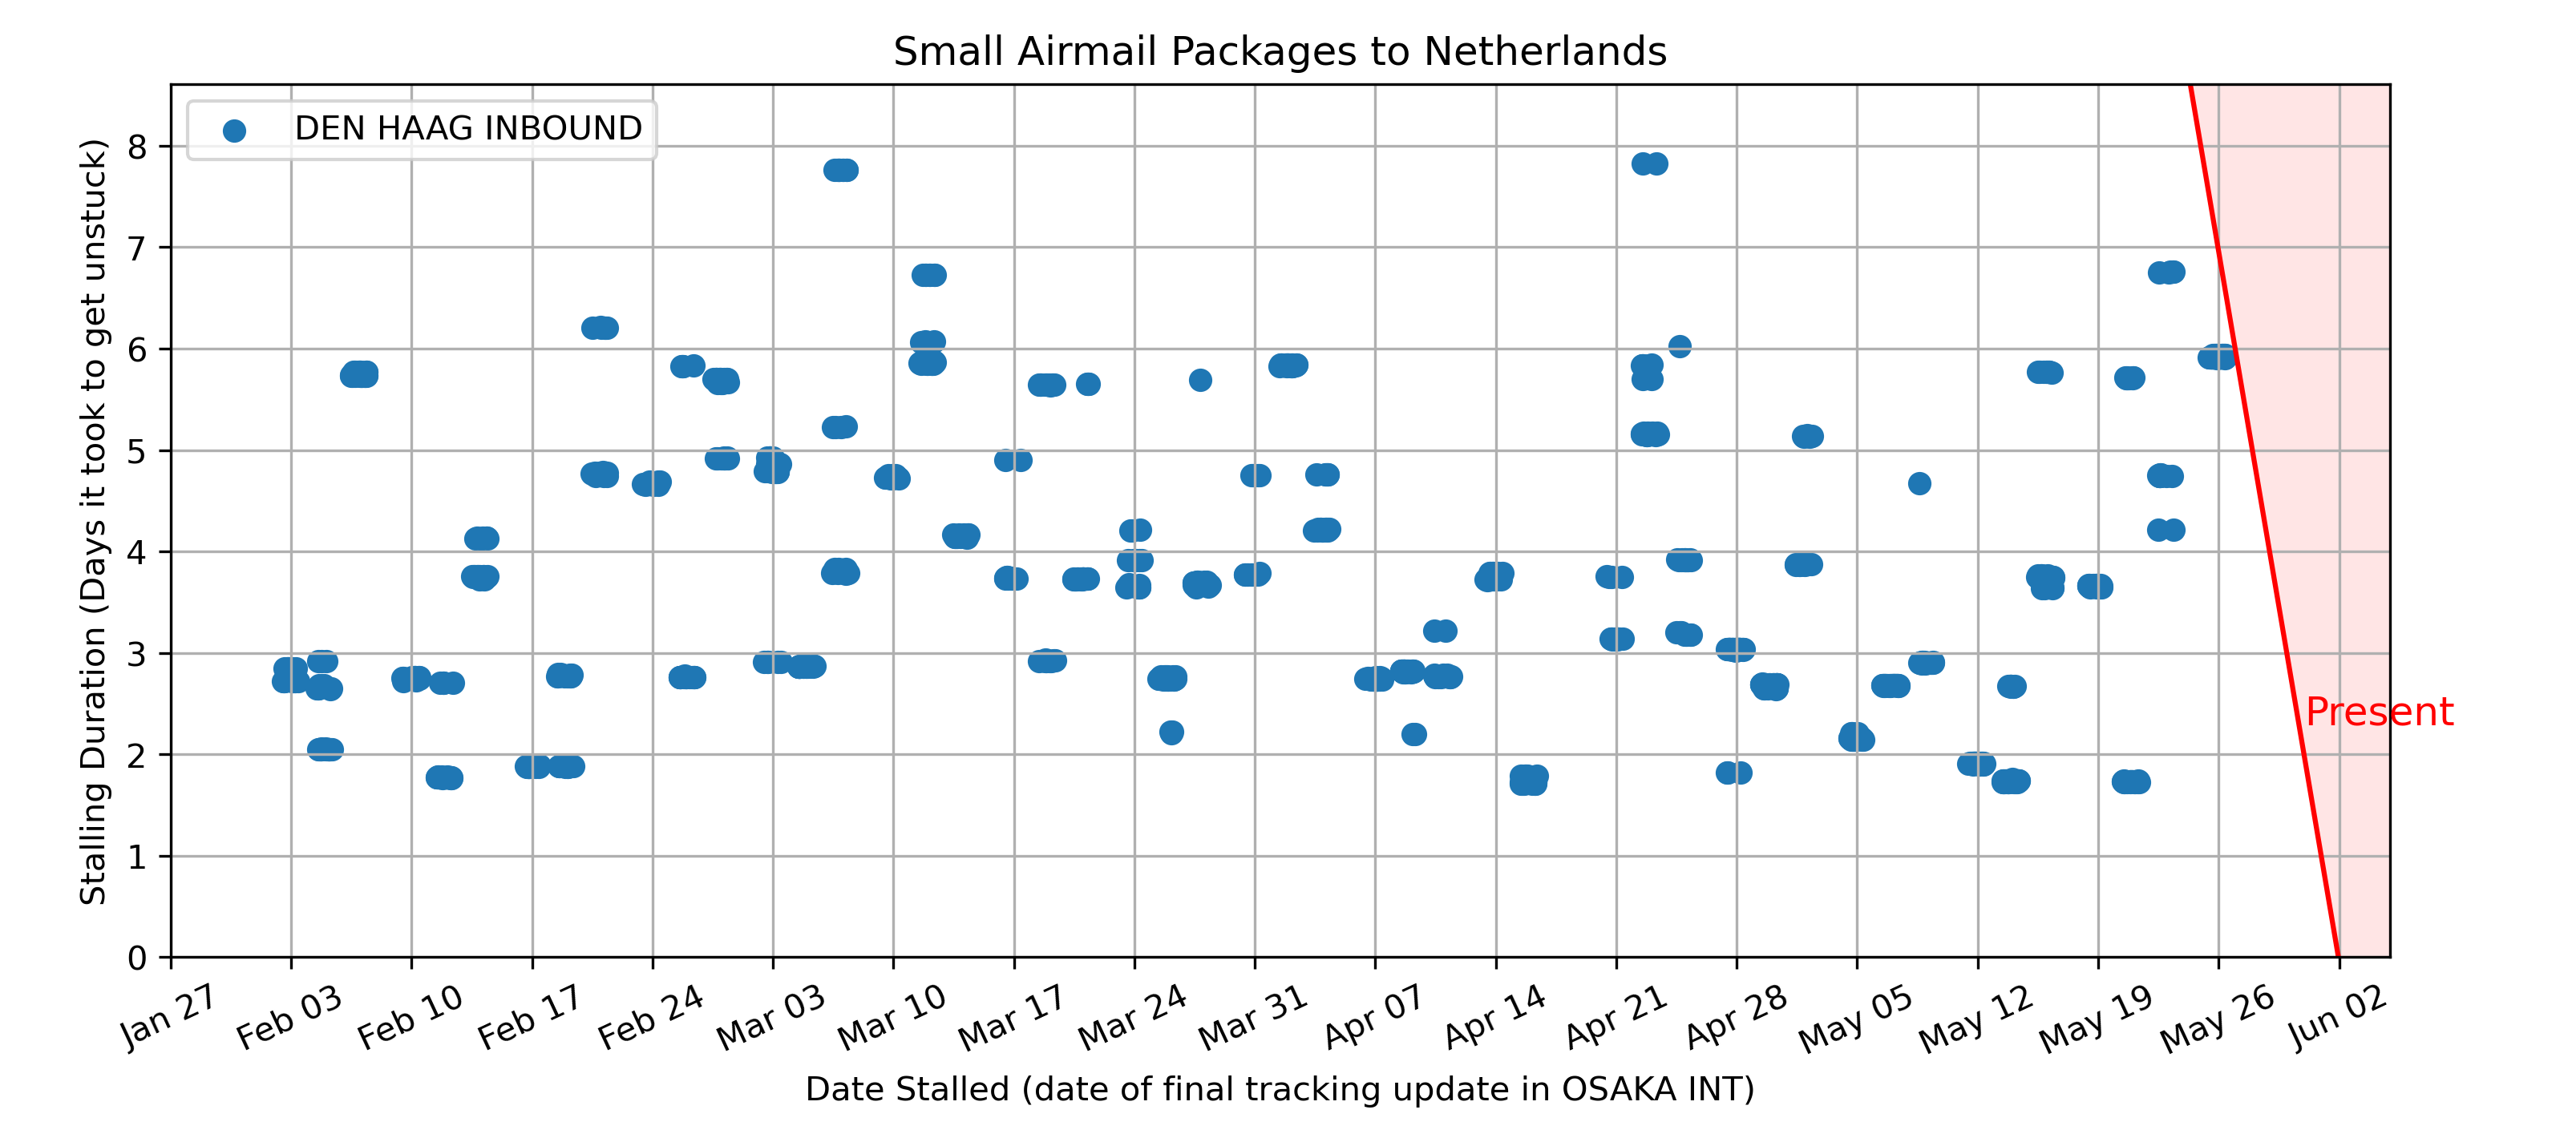 Small Airmail Packages to Netherlands
DEN HAAG INBOUND
Stalling Duration (Days it took to get unstuck)
8
7
6
5
4
3
2
1
0
Present
Jan 27
Feb 03
Feb 10
Feb 17
Feb 24
Mar 03
Mar 10
Mar 17
Mar 24
Mar 31
Apr 07
Apr 14
Apr 21
Apr 28
May 05
May 12
May 19
May 26
Jun 02
Date Stalled (date of final tracking update in OSAKA INT)